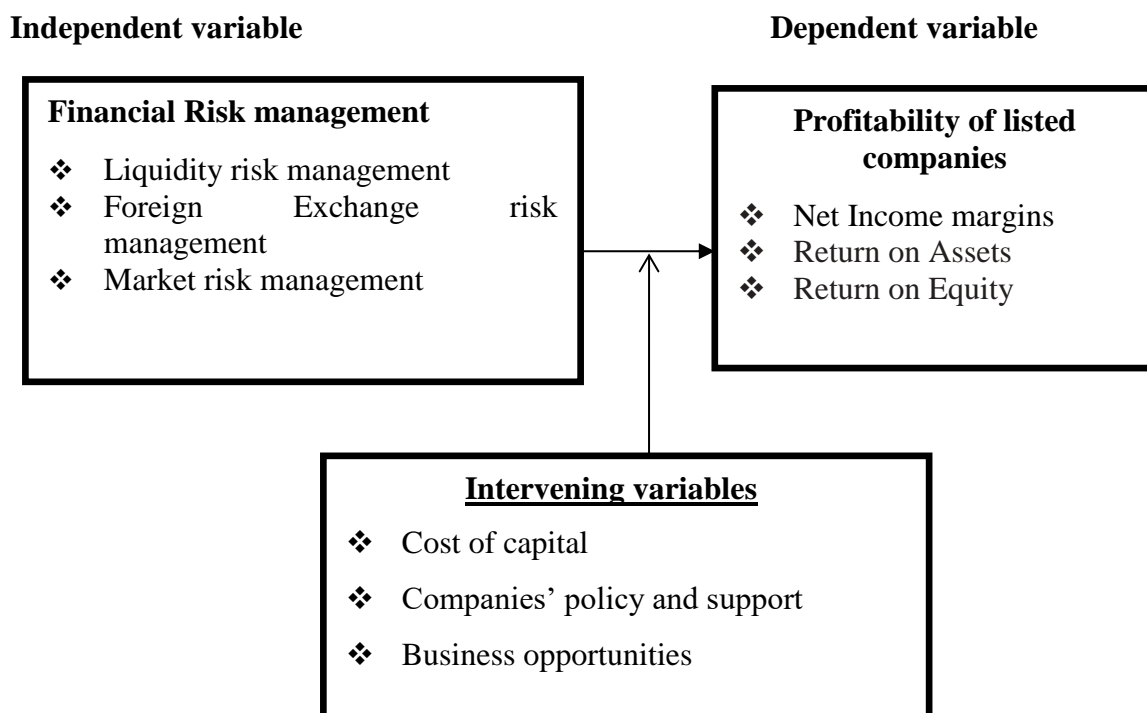 Independent variable
Dependent variable
Financial Risk management
❖ Liquidity risk management
❖ Foreign Exchange risk
management
❖ Market risk management
Profitability of listed
companies
❖ Net Income margins
❖ Return on Assets
❖ Return on Equity
Intervening variables
❖ Cost of capital
❖ Companies’ policy and support
❖ Business opportunities